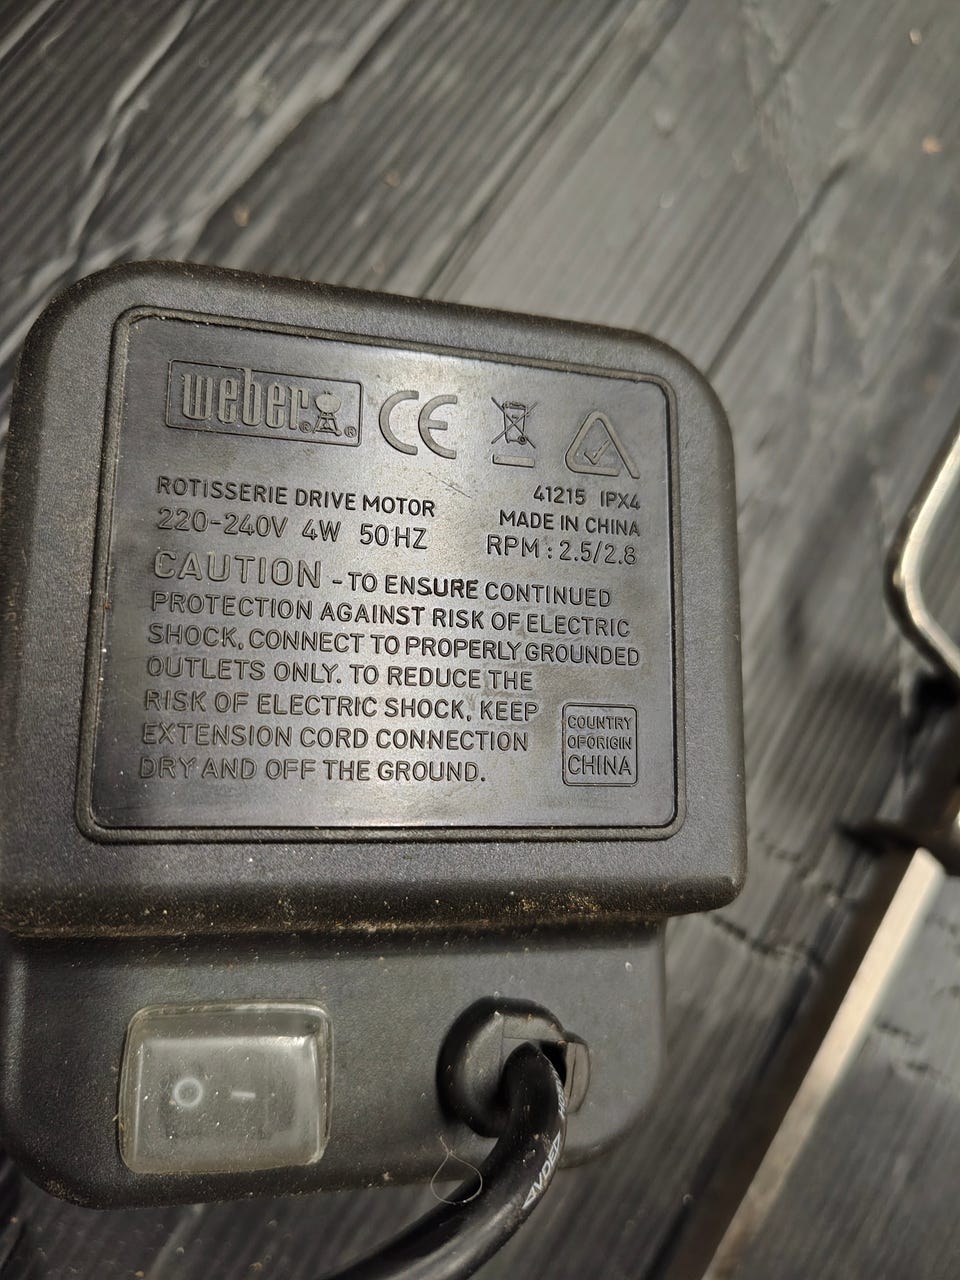 weber
CE
ROTISSERIE DRIVE MOTOR
220-240V 4W 50HZ
41215 IPX4
MADE IN CHINA
RPM : 2.5/2.8
CAUTION - TO ENSURE CONTINUED
PROTECTION AGAINST RISK OF ELECTRIC
SHOCK, CONNECT TO PROPERLY GROUNDED
OUTLETS ONLY. TO REDUCE THE
RISK OF ELECTRIC SHOCK, KEEP
EXTENSION CORD CONNECTION
DRY AND OFF THE GROUND.
COUNTRY
OF ORIGIN
CHINA
O –